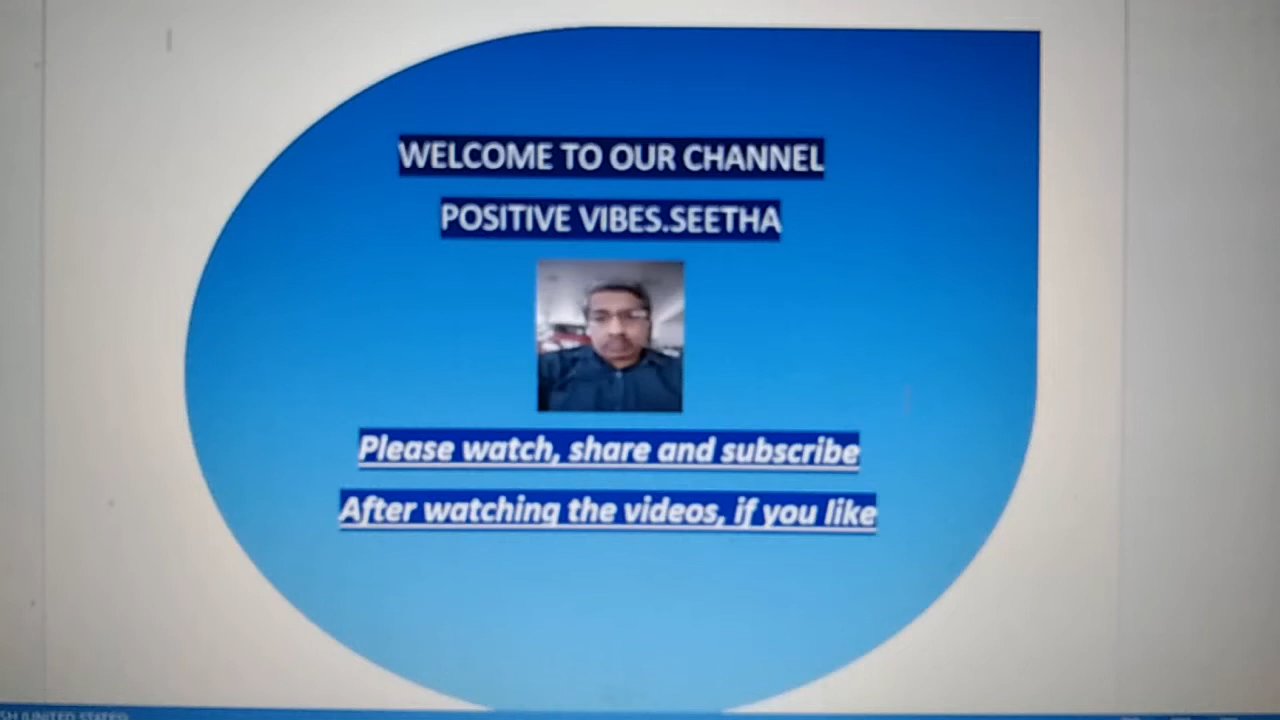 WELCOME TO OUR CHANNEL
POSITIVE VIBES.SEETHA
Please watch, share and subscribe
After watching the videos, if you like